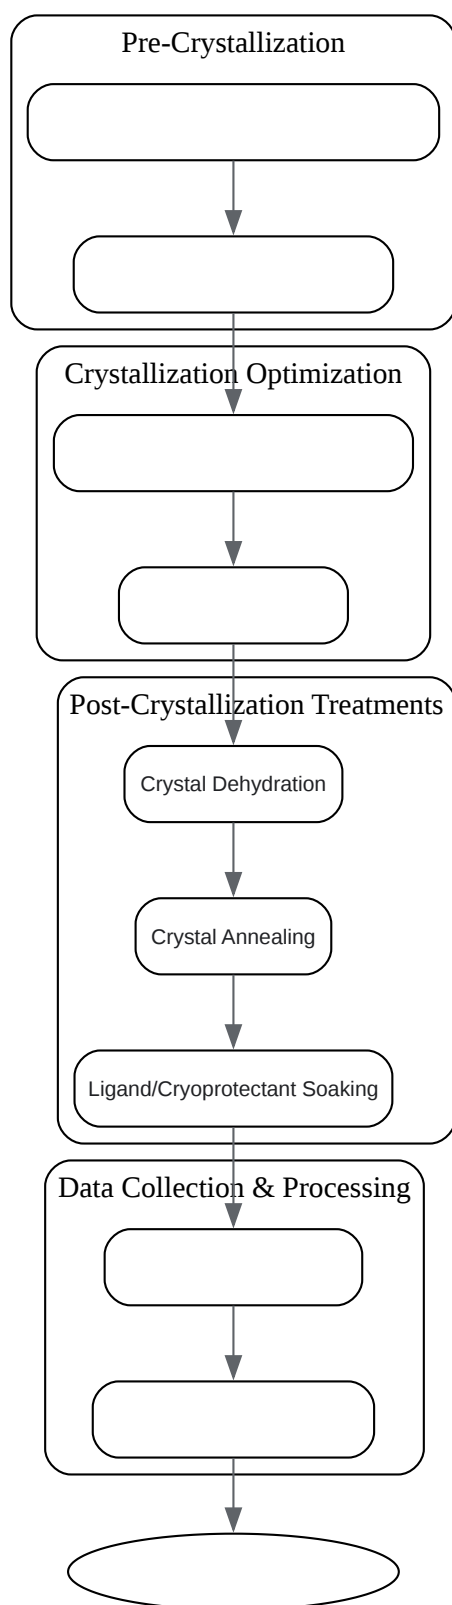 Pre-Crystallization
Crystallization Optimization
Post-Crystallization Treatments
Crystal Dehydration
Crystal Annealing
Ligand/Cryoprotectant Soaking
Data Collection & Processing